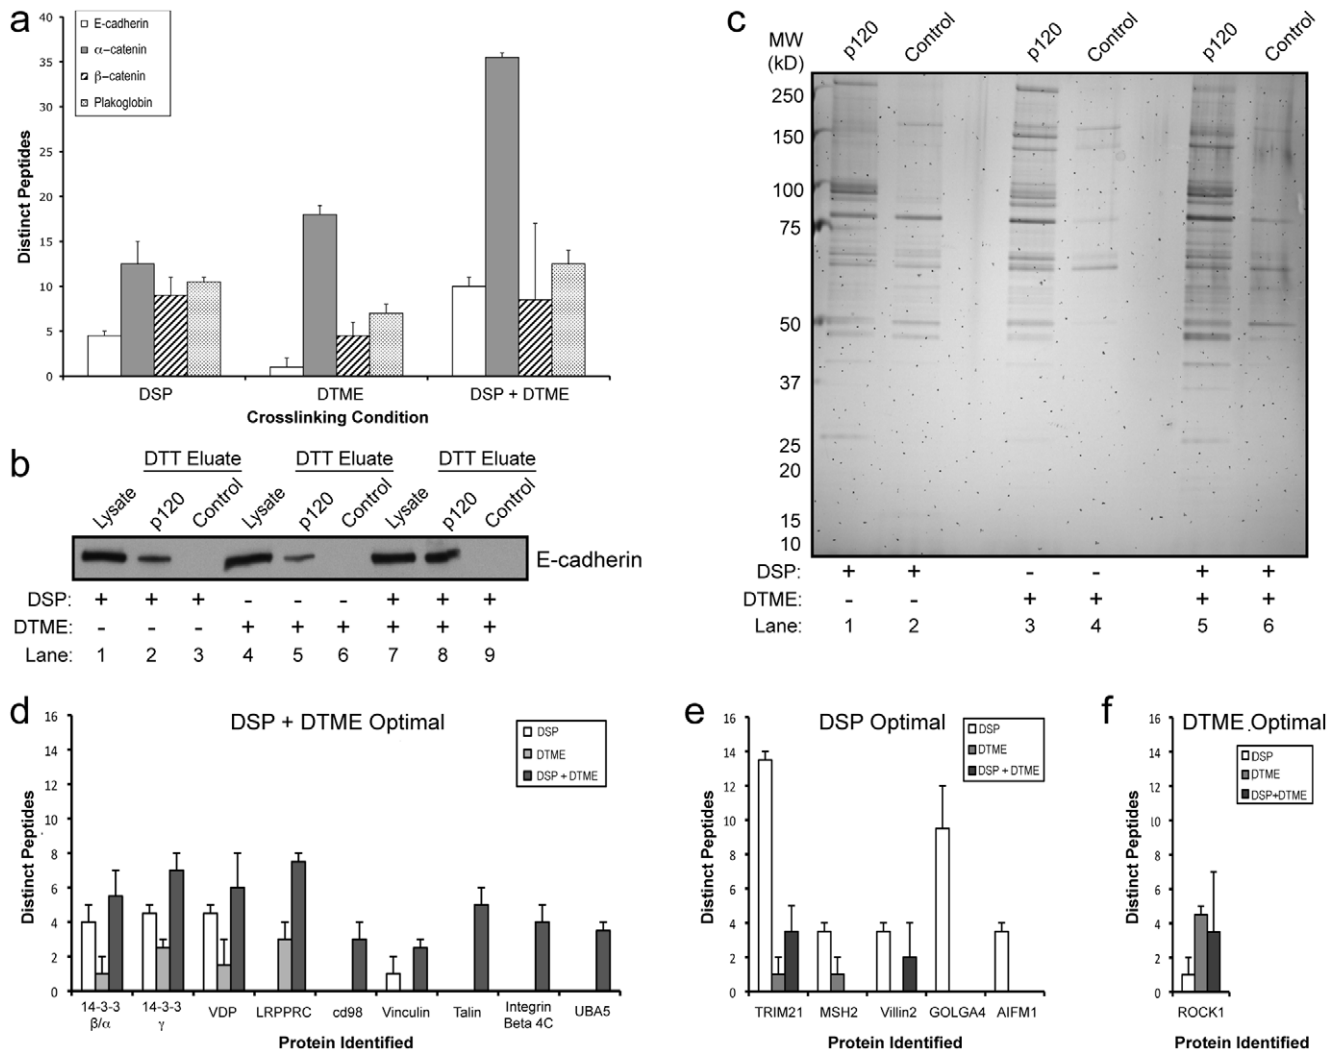 a
E-cadherin
α-catenin
β-catenin
Plakoglobin
40
35
30
25
20
15
10
5
0
Distinct Peptides
DSP
DTME
DSP + DTME
Crosslinking Condition
b
DTT Eluate
DTT Eluate
DTT Eluate
Lysate p120 Control Lysate p120 Control Lysate p120 Control
E-cadherin
DSP: + + + - - - + + +
DTME: - - - + + + + + +
Lane: 1 2 3 4 5 6 7 8 9
c
MW
(kD)
p120 Control p120 Control p120 Control
250
150
100
75
50
37
25
20
15
10
DSP: + + - - + +
DTME: - - + + + +
Lane: 1 2 3 4 5 6
d
DSP + DTME Optimal
DSP
DTME
DSP + DTME
16
14
12
10
8
6
4
2
0
Distinct Peptides
14-3-3
β/α
14-3-3
γ
VDP
LRPPRC
cd98
Vinculin
Talin
Integrin
Beta 4C
UBA5
Protein Identified
e
DSP Optimal
DSP
DTME
DSP + DTME
16
14
12
10
8
6
4
2
0
Distinct Peptides
TRIM21
MSH2
Villin2
GOLGA4
AIFM1
Protein Identified
f
DTME Optimal
DSP
DTME
DSP+DTME
16
14
12
10
8
6
4
2
0
Distinct Peptides
ROCK1
Protein Identified